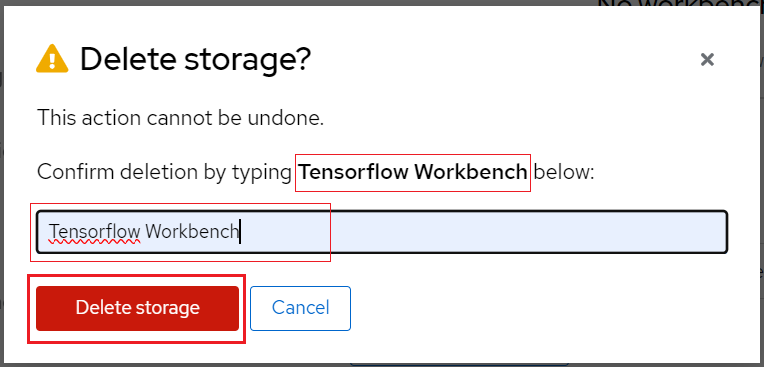 No workbench
Delete storage?
This action cannot be undone.
Confirm deletion by typing Tensorflow Workbench below:
Tensorflow Workbench
Delete storage
Cancel